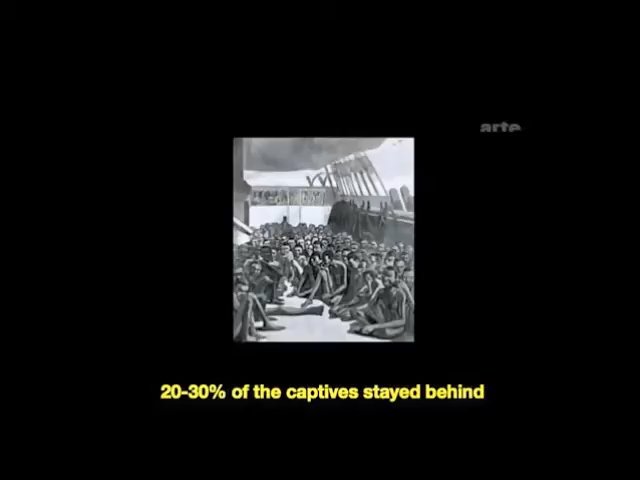 arte
20-30% of the captives stayed behind